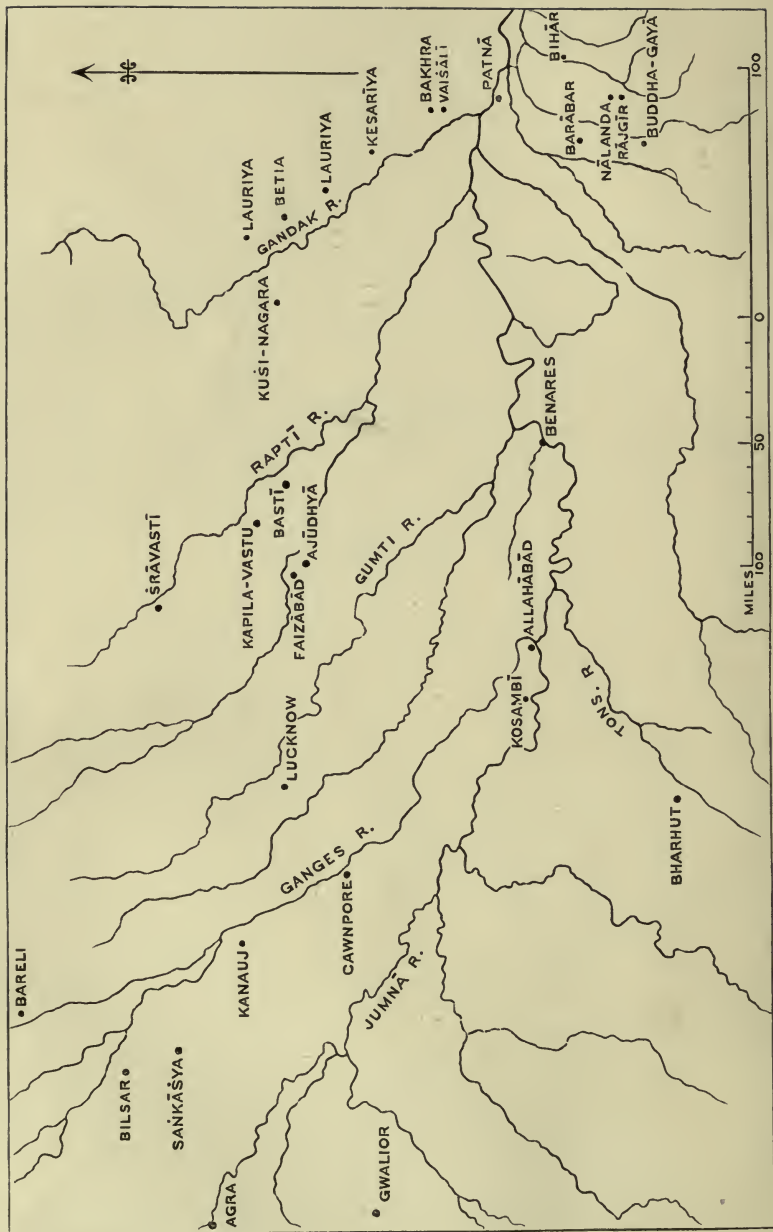 BARELI
BILSAR
SAṄKĀŚYA
AGRA
KANAUJ
GWALIOR
CAWNPORE
GANGES R.
JUMNĀ R.
LUCKNOW
ŚRĀVASTĪ
KAPILA-VASTU
BASTĪ
FAIZĀBĀD
AJŪDHYĀ
RAPTĪ R.
GUMTI R.
KOSAMBĪ
ALLAHĀBĀD
TONS. R
BHARHUT
BENARES
KUŚI-NAGARA
GANDAK R.
LAURIYA
BETIA
LAURIYA
KESARĪYA
BAKHRA
VAIŚĀLĪ
PATNĀ
BIHĀR
BARĀBAR
NĀLANDA
RĀJGĪR
BUDDHA-GAYĀ
MILES 100 50 0 100